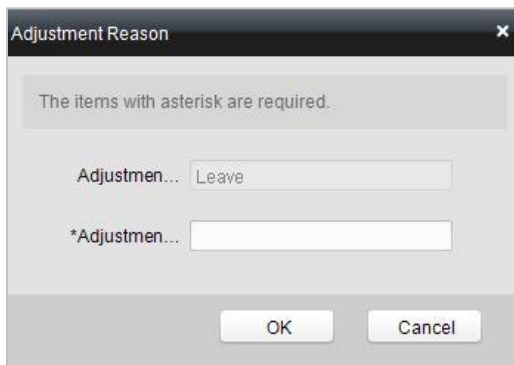 Adjustment Reason
The items with asterisk are required.
Adjustmen... Leave
*Adjustmen...
OK Cancel